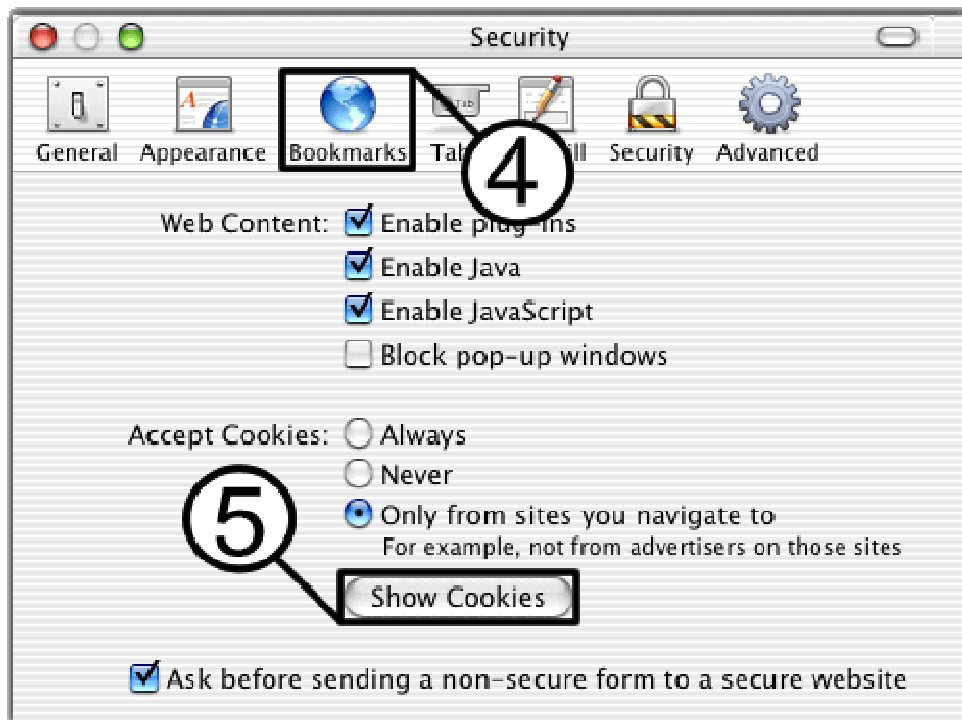 Security
General Appearance Bookmarks Security Advanced
4
Web Content: Enable plug-ins
Enable Java
Enable JavaScript
Block pop-up windows
Accept Cookies: Always
Never
5
Only from sites you navigate to
For example, not from advertisers on those sites
Show Cookies
Ask before sending a non-secure form to a secure website